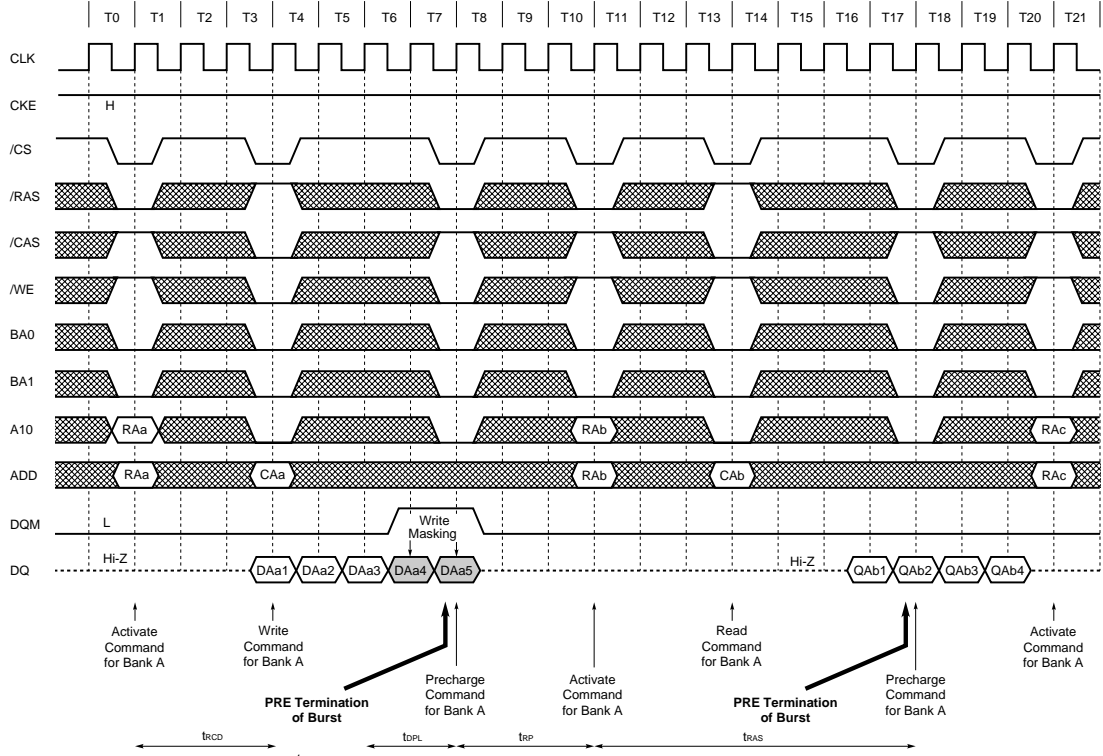 T0 T1 T2 T3 T4 T5 T6 T7 T8 T9 T10 T11 T12 T13 T14 T15 T16 T17 T18 T19 T20 T21
CLK
CKE H
/CS
/RAS
/CAS
/WE
BA0
BA1
A10 RAa RAb RAc
ADD RAa CAa RAb CAb RAc
DQM L Write
Masking
DQ Hi-Z DAa1 DAa2 DAa3 DAa4 DAa5 Hi-Z QAb1 QAb2 QAb3 QAb4
Activate
Command
for Bank A
Write
Command
for Bank A
PRE Termination
of Burst
Precharge
Command
for Bank A
Activate
Command
for Bank A
Read
Command
for Bank A
PRE Termination
of Burst
Precharge
Command
for Bank A
Activate
Command
for Bank A
tRCD tDPL tRP tRAS